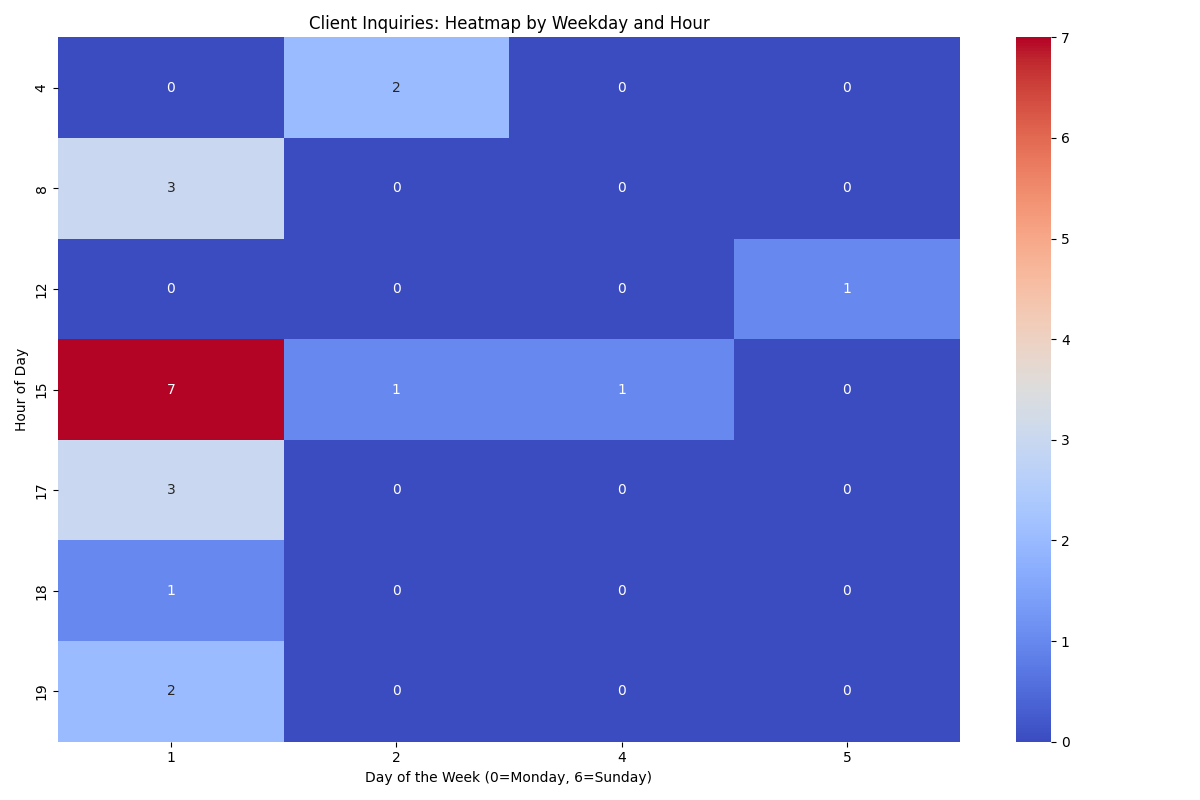 Client Inquiries: Heatmap by Weekday and Hour
4 0 2 0 0
8 3 0 0 0
12 0 0 0 1
15 7 1 1 0
17 3 0 0 0
18 1 0 0 0
19 2 0 0 0
Hour of Day
1 2 4 5
Day of the Week (0=Monday, 6=Sunday)
7
6
5
4
3
2
1
0